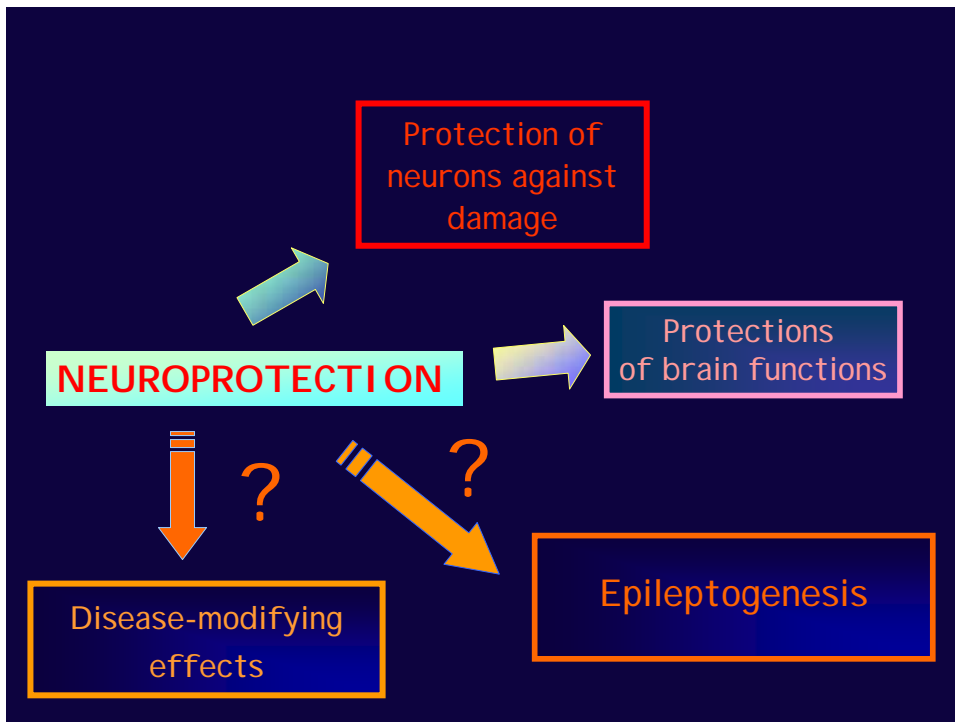 Protection of
neurons against
damage
Protections
of brain functions
NEUROPROTECTION
?
?
Epileptogenesis
Disease-modifying
effects